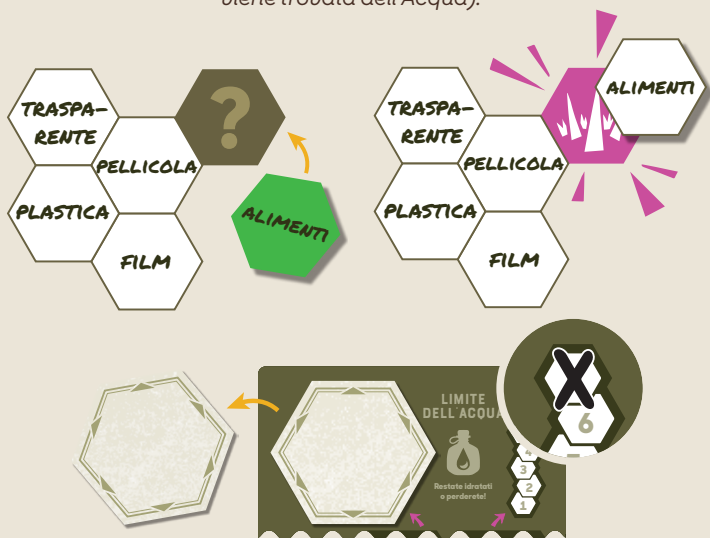 viene trovata dell'Acqua).
TRASPA-
RENTE
PELLICOLA
PLASTICA
FILM
?
ALIMENTI
TRASPA-
RENTE
PELLICOLA
PLASTICA
FILM
ALIMENTI
LIMITE
DELL'ACQUA
Restate idratati
o perderete!
X
6
4
3
2
1